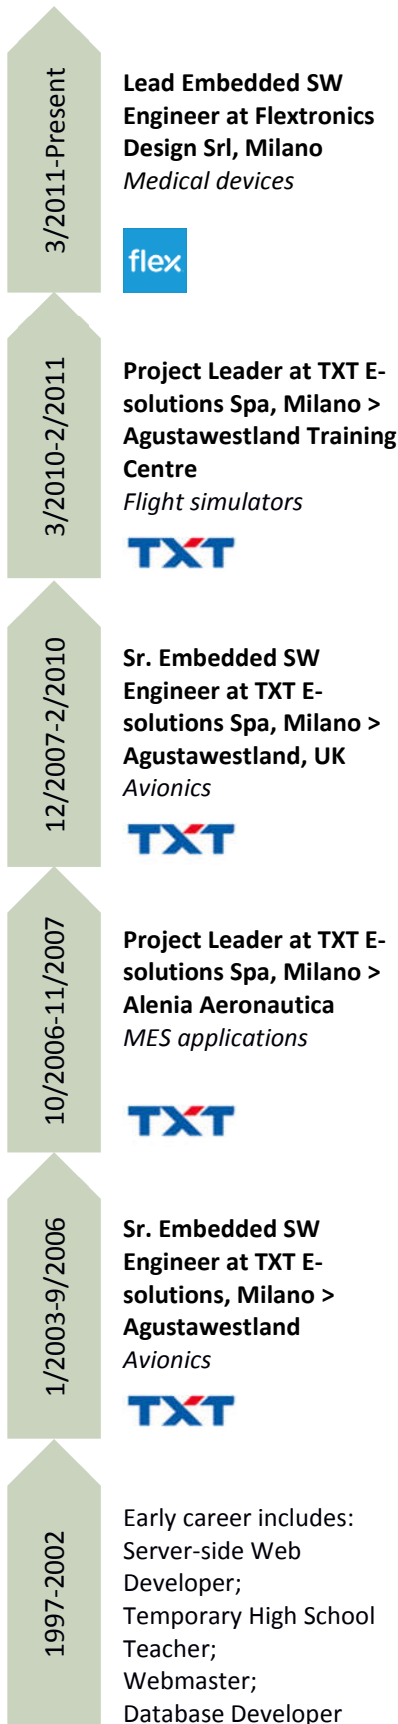 3/2011-Present
Lead Embedded SW
Engineer at Flextronics
Design Srl, Milano
Medical devices
flex
3/2010-2/2011
Project Leader at TXT E-
solutions Spa, Milano >
Agustawestland Training
Centre
Flight simulators
TXT
12/2007-2/2010
Sr. Embedded SW
Engineer at TXT E-
solutions Spa, Milano >
Agustawestland, UK
Avionics
TXT
10/2006-11/2007
Project Leader at TXT E-
solutions Spa, Milano >
Alenia Aeronautica
MES applications
TXT
1/2003-9/2006
Sr. Embedded SW
Engineer at TXT E-
solutions, Milano >
Agustawestland
Avionics
TXT
1997-2002
Early career includes:
Server-side Web
Developer;
Temporary High School
Teacher;
Webmaster;
Database Developer